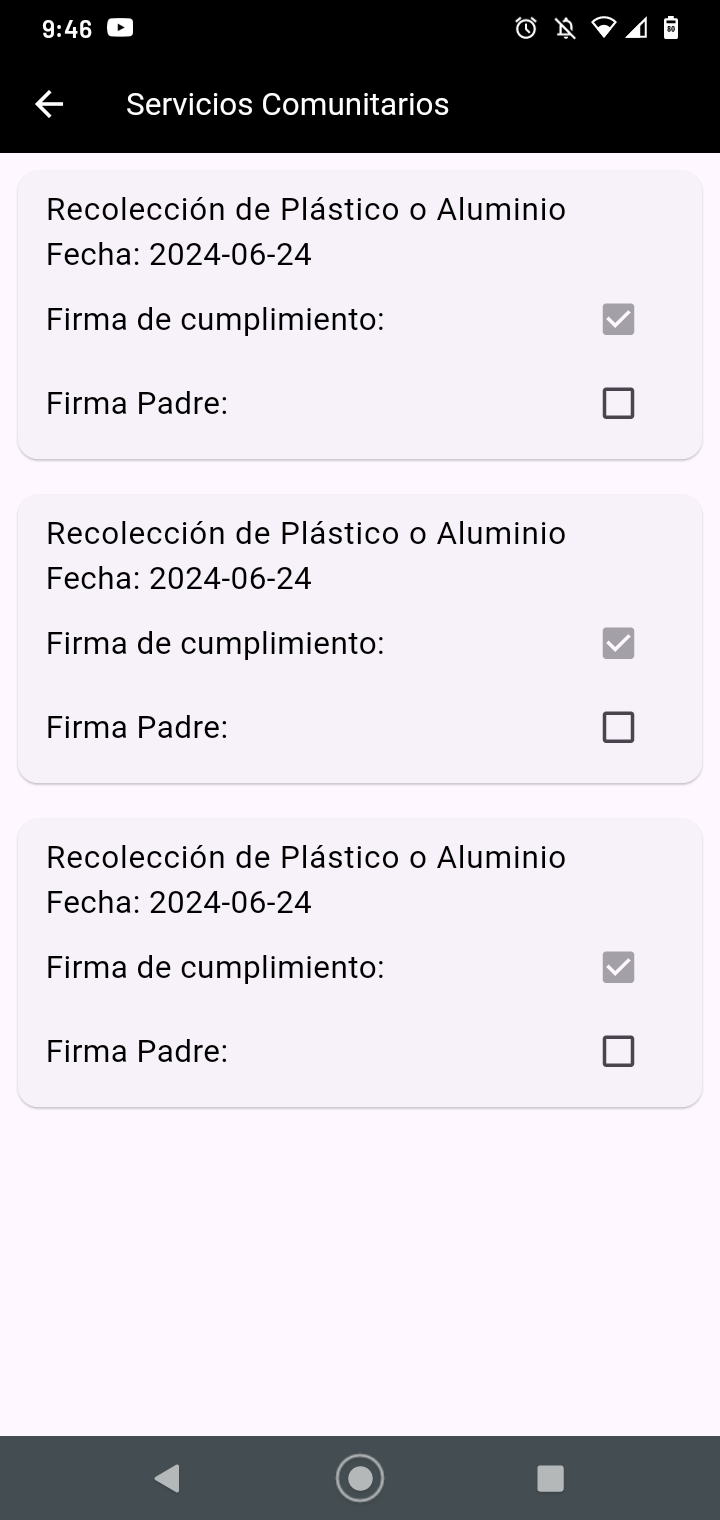 9:46
80
Servicios Comunitarios
Recolección de Plástico o Aluminio
Fecha: 2024-06-24
Firma de cumplimiento:
Firma Padre:
Recolección de Plástico o Aluminio
Fecha: 2024-06-24
Firma de cumplimiento:
Firma Padre:
Recolección de Plástico o Aluminio
Fecha: 2024-06-24
Firma de cumplimiento:
Firma Padre: